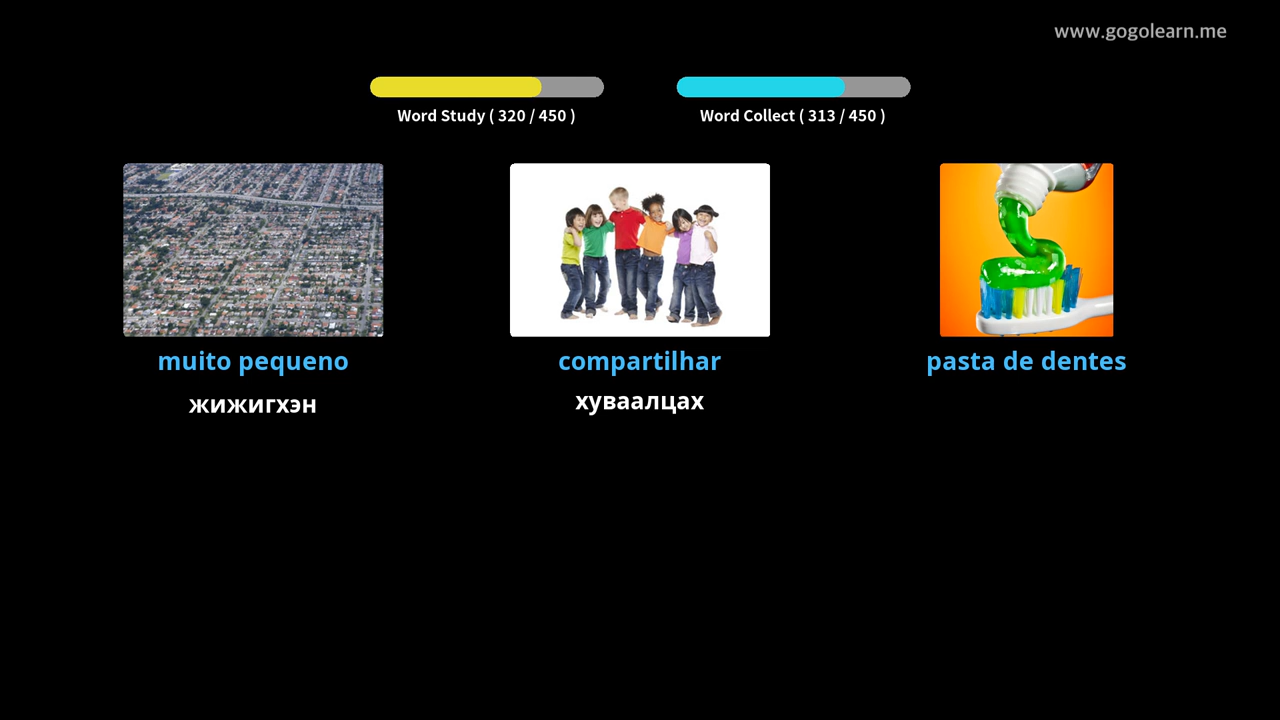 www.gogolearn.me
Word Study ( 320 / 450 )
Word Collect ( 313 / 450 )
muito pequeno
жижигхэн
compartilhar
хуваалцах
pasta de dentes